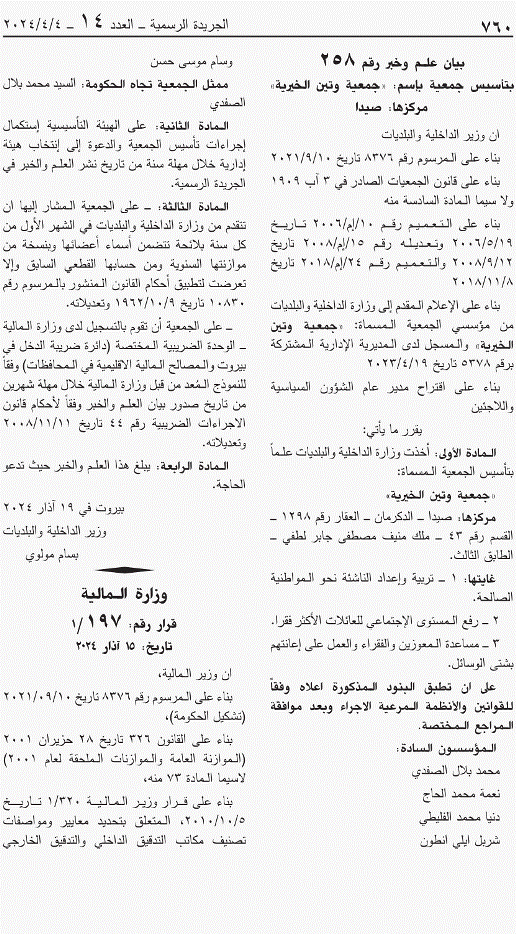 ٧٦٠
الجريدة الرسمية ــ العدد ١٤ ــ ٢٠٢٤/٤/٤
بيان علم وخبر رقم ٢٥٨
بتأسيس جمعية بإسم: «جمعية وتين الخيرية»
مركزها: صيدا
ان وزير الداخلية والبلديات
بناء على المرسوم رقم ٨٣٧٦ تاريخ ٢٠٢١/٩/١٠
بناء على قانون الجمعيات الصادر في ٣ آب ١٩٠٩
ولا سيما المادة السادسة منه
بناء على التعميم رقم ١٠/إم/٢٠٠٦ تاريخ
٢٠٠٦/٥/١٩ وتعديله رقم ١٥/إم/٢٠٠٨ تاريخ
٢٠٠٨/٩/١٢ والتعميم رقم ٢٤/إم/٢٠١٨ تاريخ
٢٠١٨/١١/٨
بناء على الإعلام المقدم إلى وزارة الداخلية والبلديات
من مؤسسي الجمعية المسماة: «جمعية وتين
الخيرية» والمسجل لدى المديرية الإدارية المشتركة
برقم ٥٣٧٨ تاريخ ٢٠٢٣/٤/١٩
بناء على اقتراح مدير عام الشؤون السياسية
واللاجئين
يقرر ما يأتي:
المادة الأولى: أخذت وزارة الداخلية والبلديات علماً
بتأسيس الجمعية المسماة:
«جمعية وتين الخيرية»
مركزها: صيدا ــ الدكرمان ــ العقار رقم ١٢٩٨ ــ
القسم رقم ٤٣ ــ ملك منيف مصطفى جابر لطفي ــ
الطابق الثالث.
غايتها: ١ ــ تربية وإعداد الناشئة نحو المواطنية
الصالحة.
٢ ــ رفع المستوى الإجتماعي للعائلات الأكثر فقرا.
٣ ــ مساعدة المعوزين والفقراء والعمل على إعانتهم
بشتى الوسائل.
على ان تطبق البنود المذكورة اعلاه وفقاً
للقوانين والأنظمة المرعية الاجراء وبعد موافقة
المراجع المختصة.
المؤسسون السادة:
محمد بلال الصفدي
نعمة محمد الحاج
دنيا محمد القليطي
شربل ايلي انطون
وسام موسى حسن
ممثل الجمعية تجاه الحكومة: السيد محمد بلال
الصفدي
المادة الثانية: على الهيئة التأسيسية إستكمال
إجراءات تأسيس الجمعية والدعوة إلى إنتخاب هيئة
إدارية خلال مهلة سنة من تاريخ نشر العلم والخبر في
الجريدة الرسمية.
المادة الثالثة: ــ على الجمعية المشار إليها ان
تتقدم من وزارة الداخلية والبلديات في الشهر الأول من
كل سنة بلائحة تتضمن أسماء أعضائها وبنسخة من
موازنتها السنوية ومن حسابها القطعي السابق وإلا
تعرضت لتطبيق أحكام القانون المنشور بالمرسوم رقم
١٠٨٣٠ تاريخ ١٩٦٢/١٠/٩ وتعديلاته.
ــ على الجمعية أن تقوم بالتسجيل لدى وزارة المالية
ــ الوحدة الضريبية المختصة (دائرة ضريبة الدخل في
بيروت والمصالح المالية الاقليمية في المحافظات) وفقاً
للنموذج المُعد من قبل وزارة المالية خلال مهلة شهرين
من تاريخ صدور بيان العلم والخبر وفقاً لأحكام قانون
الاجراءات الضريبية رقم ٤٤ تاريخ ٢٠٠٨/١١/١١
وتعديلاته.
المادة الرابعة: يبلغ هذا العلم والخبر حيث تدعو
الحاجة.
بيروت في ١٩ آذار ٢٠٢٤
وزير الداخلية والبلديات
بسام مولوي
وزارة المالية
قرار رقم: ١/١٩٧
تاريخ: ١٥ آذار ٢٠٢٤
ان وزير المالية،
بناء على المرسوم رقم ٨٣٧٦ تاريخ ٢٠٢١/٠٩/١٠
(تشكيل الحكومة)،
بناء على القانون ٣٢٦ تاريخ ٢٨ حزيران ٢٠٠١
(الموازنة العامة والموازنات الملحقة لعام ٢٠٠١)
لاسيما المادة ٧٣ منه،
بناء على قرار وزير المالية ١/٣٢٠ تاريخ
٢٠١٠/١٠/٥، المتعلق بتحديد معايير ومواصفات
تصنيف مكاتب التدقيق الداخلي والتدقيق الخارجي